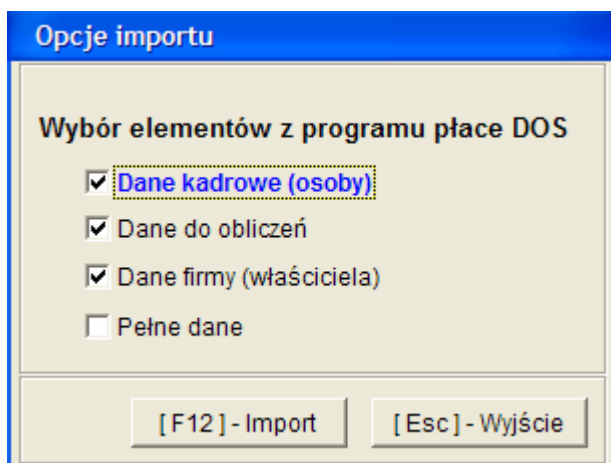 Opcje importu
Wybór elementów z programu płace DOS
Dane kadrowe (osoby)
Dane do obliczeń
Dane firmy (właściciela)
Pełne dane
[ F12 ] - Import [ Esc ] - Wyjście